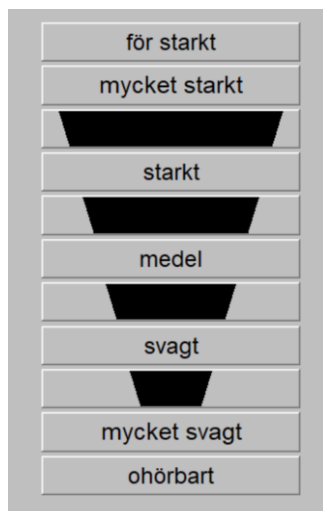 för starkt
mycket starkt
starkt
medel
svagt
mycket svagt
ohörbart